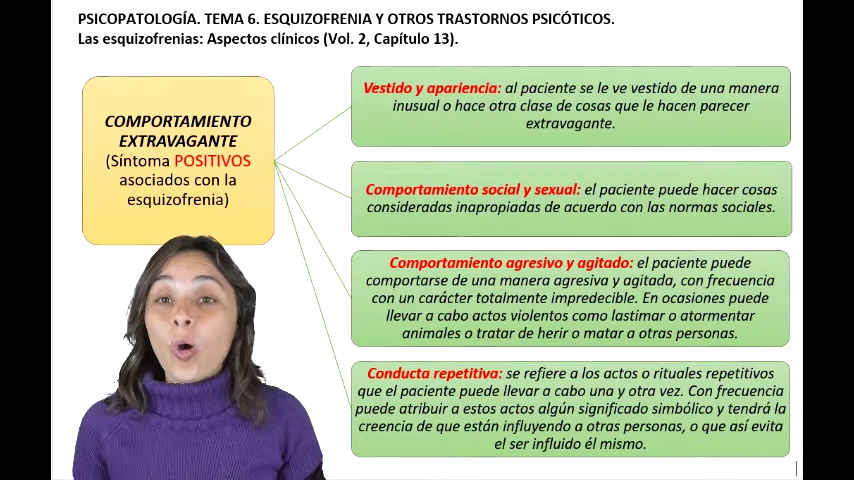 PSICOPATOLOGÍA. TEMA 6. ESQUIZOFRENIA Y OTROS TRASTORNOS PSICÓTICOS.
Las esquizofrenias: Aspectos clínicos (Vol. 2, Capítulo 13).
COMPORTAMIENTO
EXTRAVAGANTE
(Síntoma POSITIVOS
asociados con la
esquizofrenia)
Vestido y apariencia: al paciente se le ve vestido de una manera
inusual o hace otra clase de cosas que le hacen parecer
extravagante.
Comportamiento social y sexual: el paciente puede hacer cosas
consideradas inapropiadas de acuerdo con las normas sociales.
Comportamiento agresivo y agitado: el paciente puede
comportarse de una manera agresiva y agitada, con frecuencia
con un carácter totalmente impredecible. En ocasiones puede
llevar a cabo actos violentos como lastimar o atormentar
animales o tratar de herir o matar a otras personas.
Conducta repetitiva: se refiere a los actos o rituales repetitivos
que el paciente puede llevar a cabo una y otra vez. Con frecuencia
puede atribuir a estos actos algún significado simbólico y tendrá la
creencia de que están influyendo a otras personas, o que así evita
el ser influido él mismo.